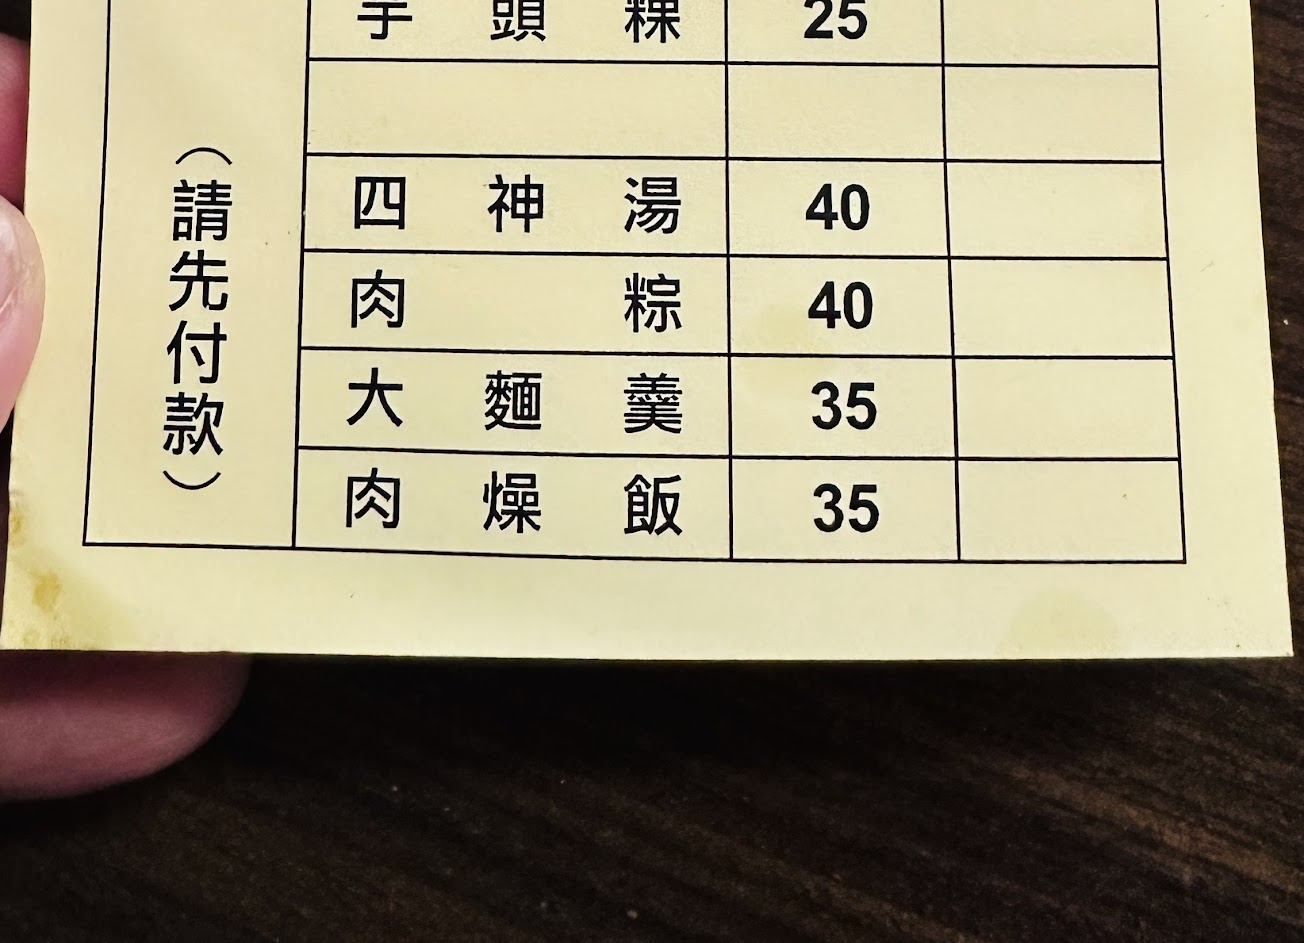 芋頭粿 25
四神湯 40
肉粽 40
大麵羹 35
肉燥飯 35
（請先付款）